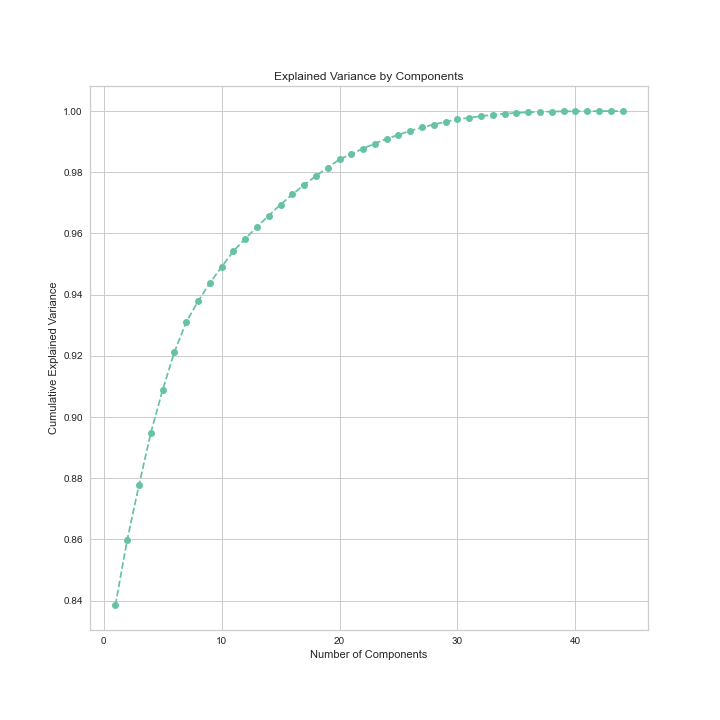 Explained Variance by Components
Cumulative Explained Variance
1.00
0.98
0.96
0.94
0.92
0.90
0.88
0.86
0.84
0 10 20 30 40
Number of Components